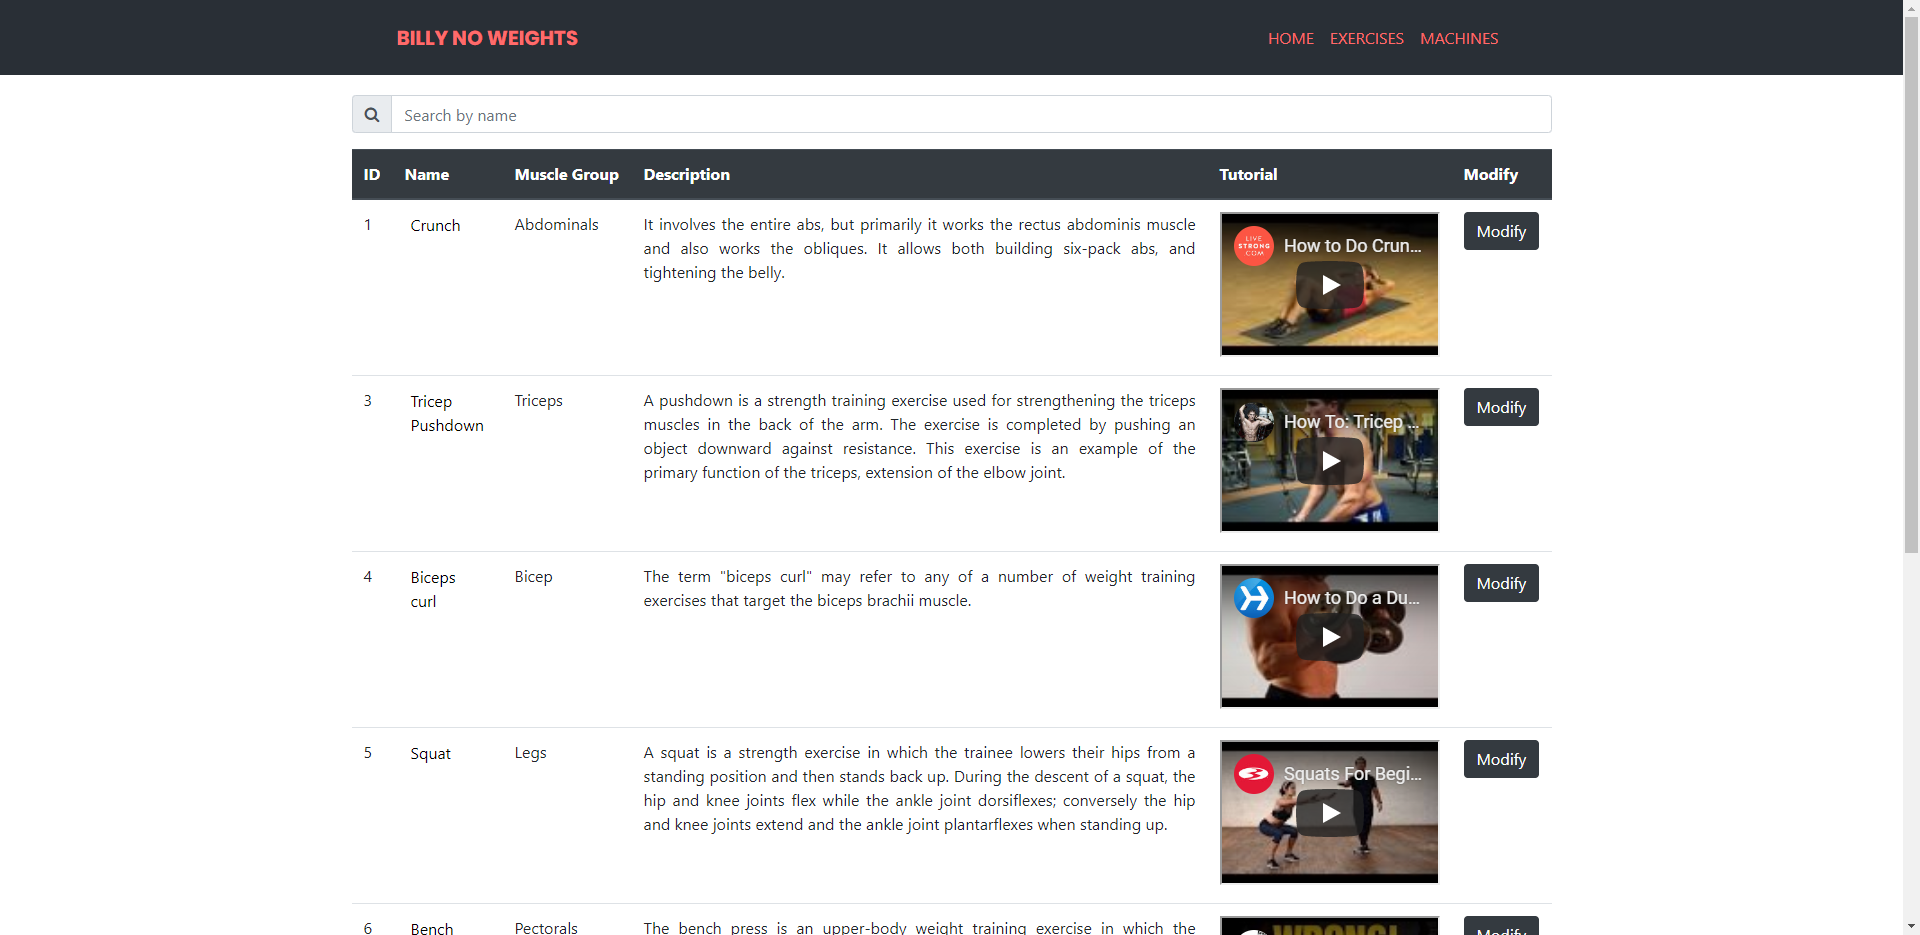 BILLY NO WEIGHTS
HOME EXERCISES MACHINES
Search by name
ID Name Muscle Group Description Tutorial Modify
1 Crunch Abdominals It involves the entire abs, but primarily it works the rectus abdominis muscle
and also works the obliques. It allows both building six-pack abs, and
tightening the belly.
LIVE
STRONG
.COM
How to Do Crun...
Modify
3 Tricep
Pushdown
Triceps
A pushdown is a strength training exercise used for strengthening the triceps
muscles in the back of the arm. The exercise is completed by pushing an
object downward against resistance. This exercise is an example of the
primary function of the triceps, extension of the elbow joint.
How To: Tricep ...
Modify
4 Biceps
curl
Bicep
The term "biceps curl" may refer to any of a number of weight training
exercises that target the biceps brachii muscle.
How to Do a Du...
Modify
5 Squat Legs A squat is a strength exercise in which the trainee lowers their hips from a
standing position and then stands back up. During the descent of a squat, the
hip and knee joints flex while the ankle joint dorsiflexes; conversely the hip
and knee joints extend and the ankle joint plantarflexes when standing up.
Squats For Begi...
Modify
6 Bench Pectorals The bench press is an upper-body weight training exercise in which the
WRONG!
Modify